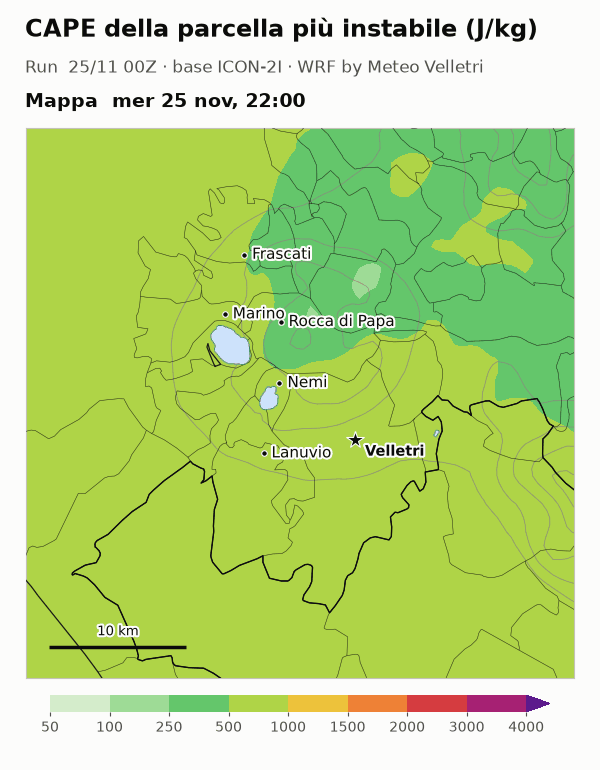 CAPE della parcella più instabile (J/kg)
Run  25/11 00Z · base ICON-2I · WRF by Meteo Velletri
Mappa  mer 25 nov, 22:00
Frascati
Marino
Rocca di Papa
Nemi
Velletri
Lanuvio
10 km
50 100 250 500 1000 1500 2000 3000 4000